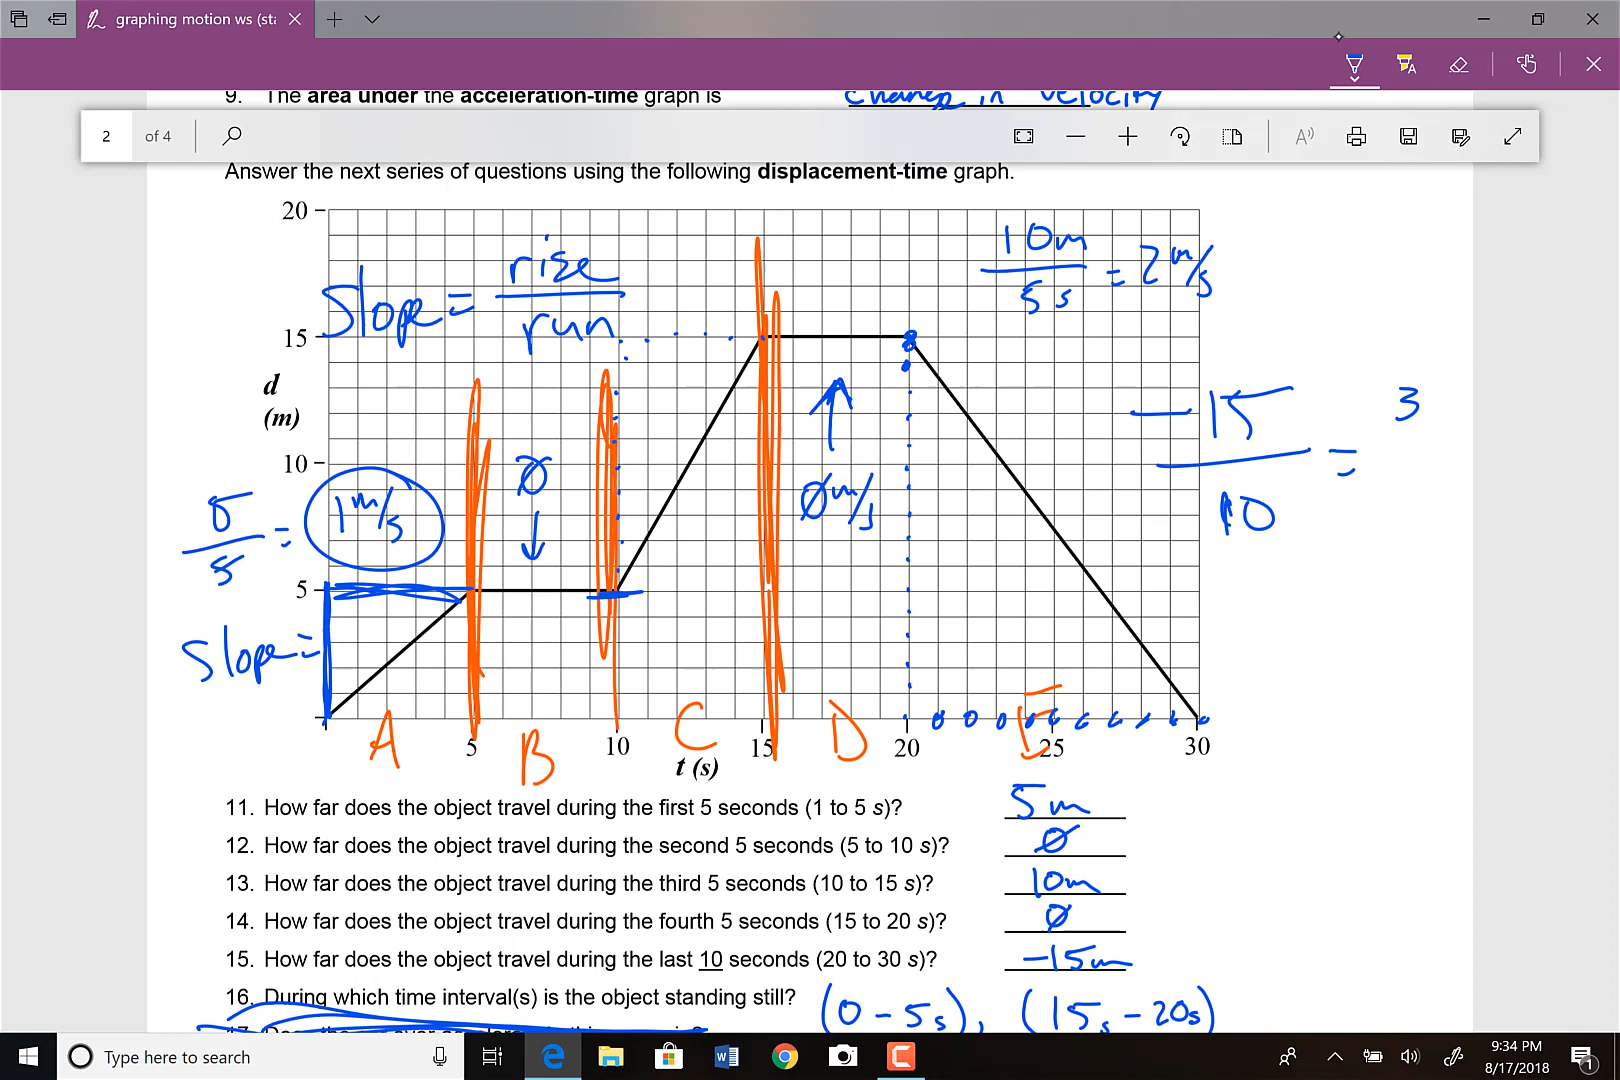 graphing motion ws (sta
9. The area under the acceleration-time graph is change in velocity
2 of 4
Answer the next series of questions using the following displacement-time graph.
20
15
10
5
d
(m)
slope = rise
run
10m
5 s = 2 m/s
-15
10 = 3
5
5 = 1 m/s
slope =
Ø
Ø m/s
A B C D E
5 10 15 20 25 30
t (s)
11. How far does the object travel during the first 5 seconds (1 to 5 s)? 5m
12. How far does the object travel during the second 5 seconds (5 to 10 s)? Ø
13. How far does the object travel during the third 5 seconds (10 to 15 s)? 10m
14. How far does the object travel during the fourth 5 seconds (15 to 20 s)? Ø
15. How far does the object travel during the last 10 seconds (20 to 30 s)? -15m
16. During which time interval(s) is the object standing still? (0 - 5s), (15s - 20s)
17.
Type here to search
9:34 PM
8/17/2018
1